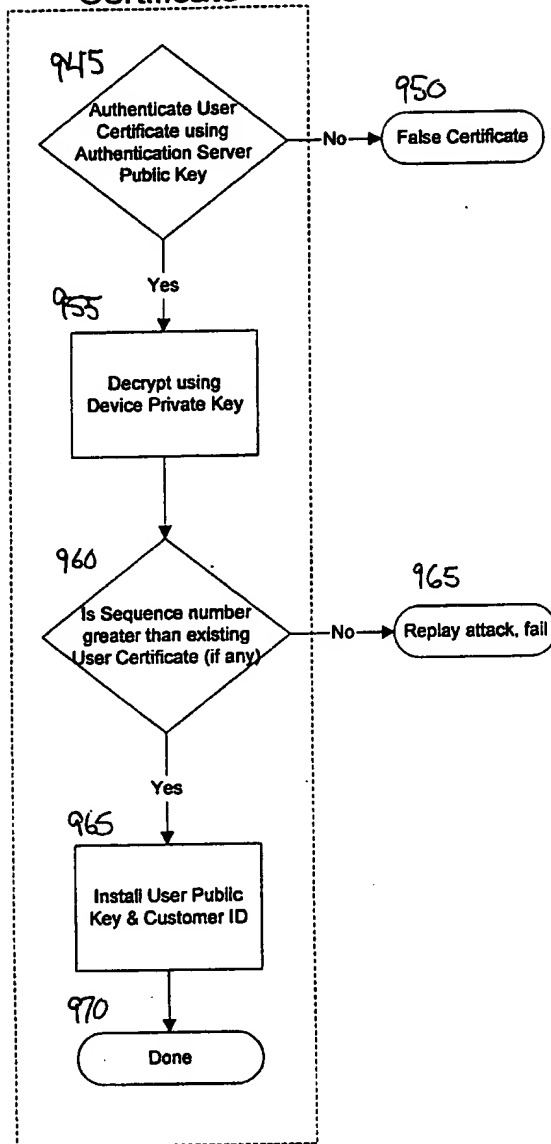 945
Authenticate User
Certificate using
Authentication Server
Public Key
No
950
False Certificate
Yes
955
Decrypt using
Device Private Key
960
Is Sequence number
greater than existing
User Certificate (if any)
No
965
Replay attack, fail
Yes
965
Install User Public
Key & Customer ID
970
Done